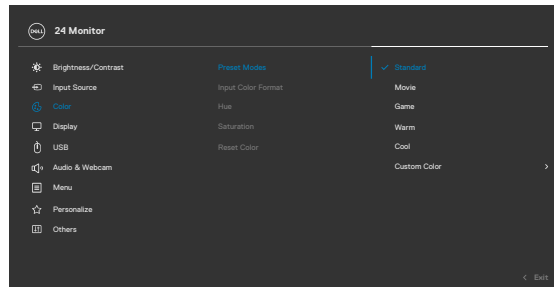 DELL
24 Monitor
Brightness/Contrast
Input Source
Color
Display
USB
Audio & Webcam
Menu
Personalize
Others
Preset Modes
Input Color Format
Hue
Saturation
Reset Color
Standard
Movie
Game
Warm
Cool
Custom Color
Exit